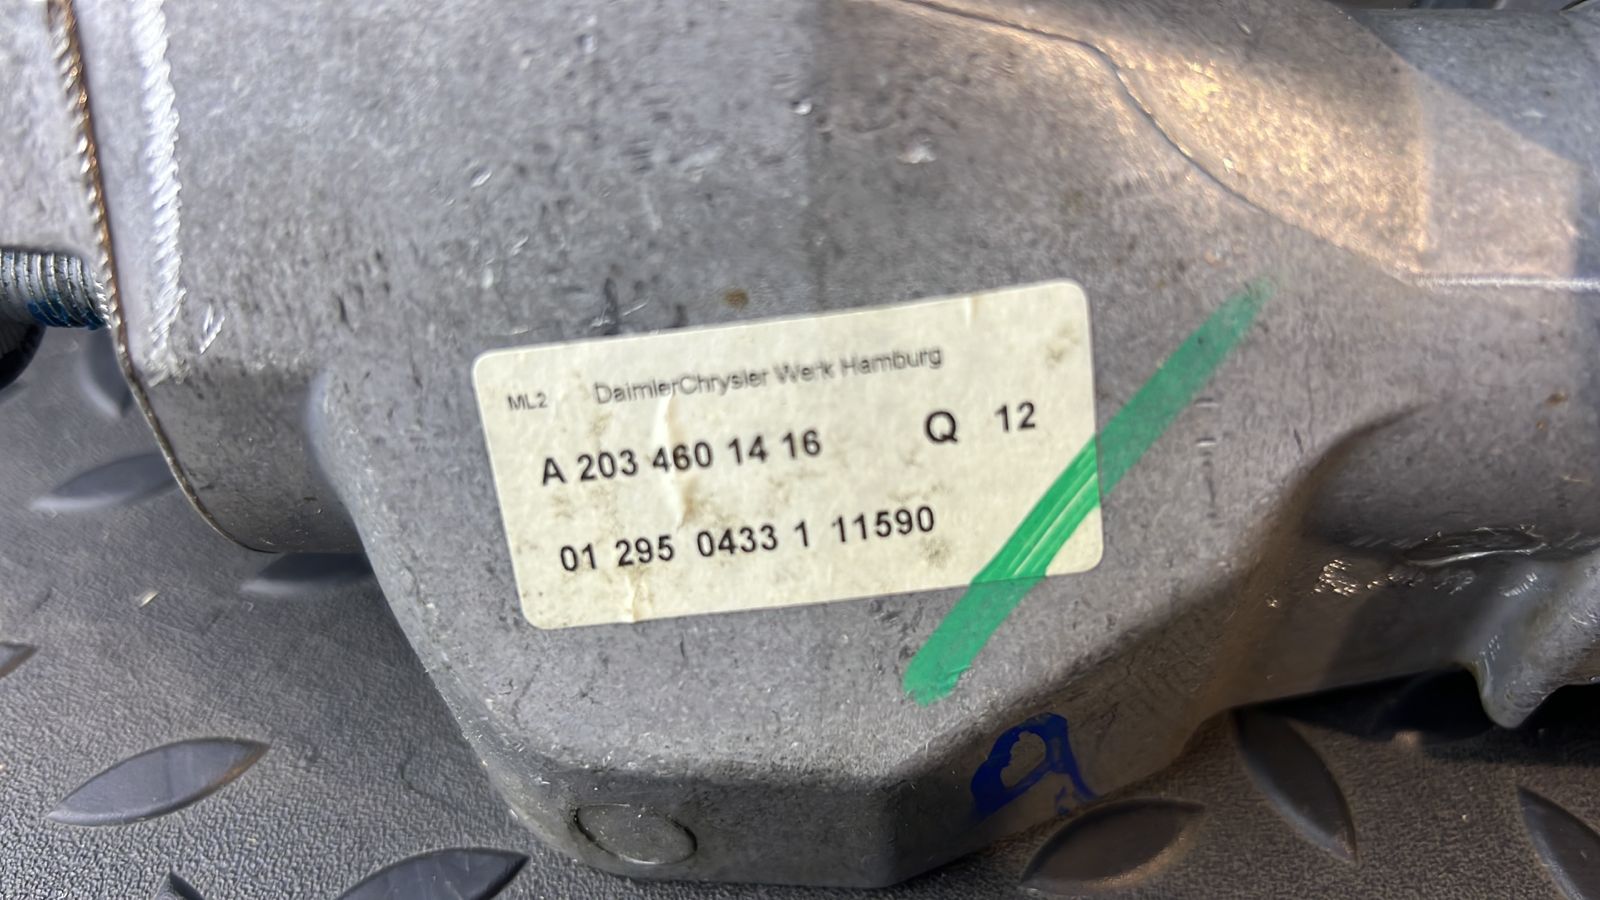 ML2 DaimlerChrysler Werk Hamburg
A 203 460 14 16 Q 12
01 295 0433 1 11590